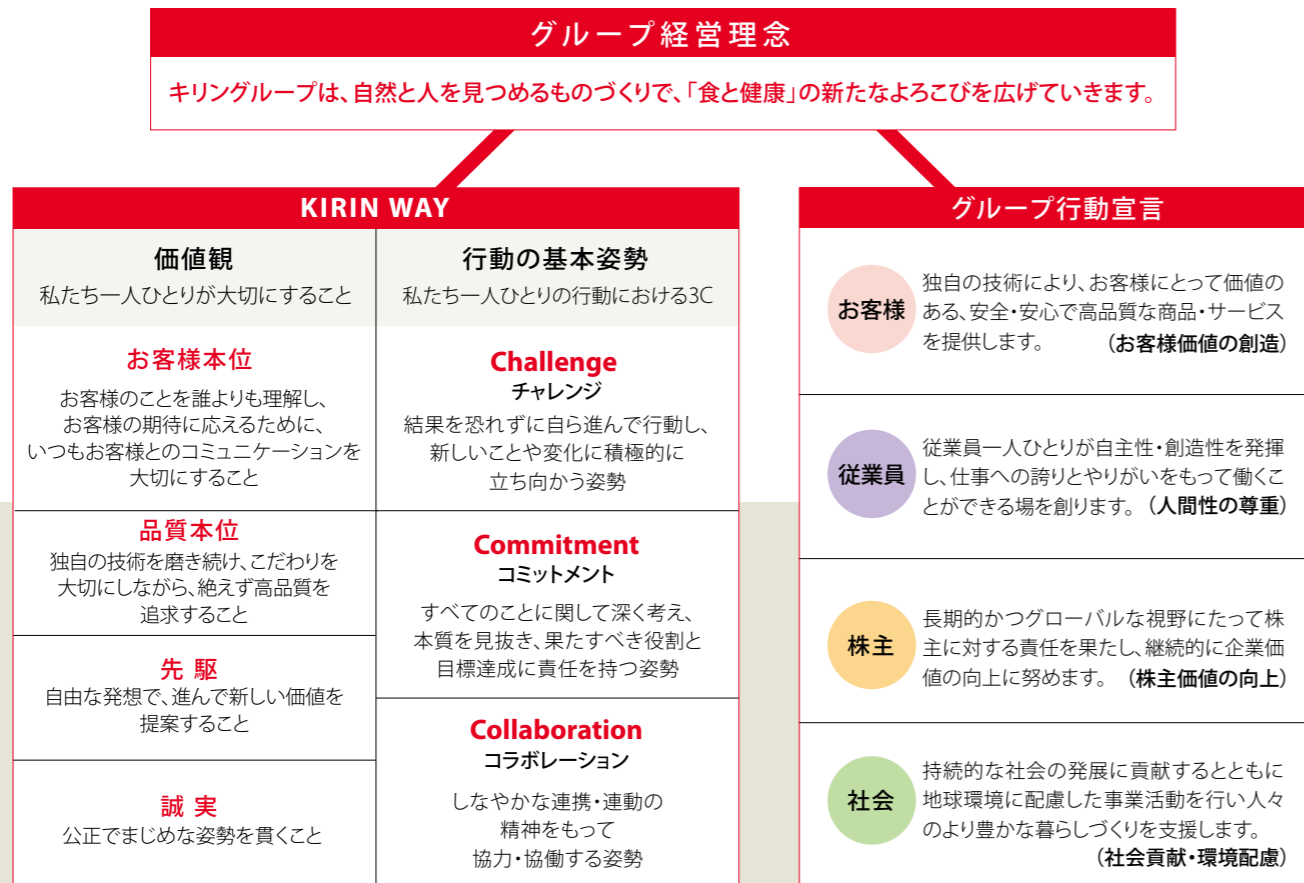 グループ経営理念
キリングループは、自然と人を見つめるものづくりで、「食と健康」の新たなよろこびを広げていきます。
KIRIN WAY
価値観
私たち一人ひとりが大切にすること
お客様本位
お客様のことを誰よりも理解し、
お客様の期待に応えるために、
いつもお客様とのコミュニケーションを
大切にすること
品質本位
独自の技術を磨き続け、こだわりを
大切にしながら、絶えず高品質を
追求すること
先 駆
自由な発想で、進んで新しい価値を
提案すること
誠 実
公正でまじめな姿勢を貫くこと
行動の基本姿勢
私たち一人ひとりの行動における3C
Challenge
チャレンジ
結果を恐れずに自ら進んで行動し、
新しいことや変化に積極的に
立ち向かう姿勢
Commitment
コミットメント
すべてのことに関して深く考え、
本質を見抜き、果たすべき役割と
目標達成に責任を持つ姿勢
Collaboration
コラボレーション
しなやかな連携・連動の
精神をもって
協力・協働する姿勢
グループ行動宣言
お客様
独自の技術により、お客様にとって価値の
ある、安全・安心で高品質な商品・サービス
を提供します。 （お客様価値の創造）
従業員
従業員一人ひとりが自主性・創造性を発揮
し、仕事への誇りとやりがいをもって働くこ
とができる場を創ります。（人間性の尊重）
株主
長期的かつグローバルな視野にたって株
主に対する責任を果たし、継続的に企業価
値の向上に努めます。 （株主価値の向上）
社会
持続的な社会の発展に貢献するとともに
地球環境に配慮した事業活動を行い人々
のより豊かな暮らしづくりを支援します。
（社会貢献・環境配慮）